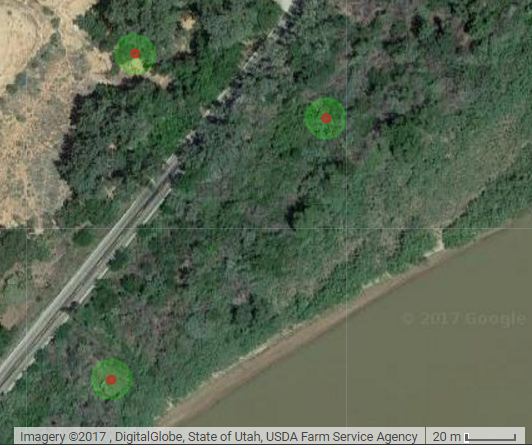 © 2017 Google
Imagery ©2017 , DigitalGlobe, State of Utah, USDA Farm Service Agency 20 m